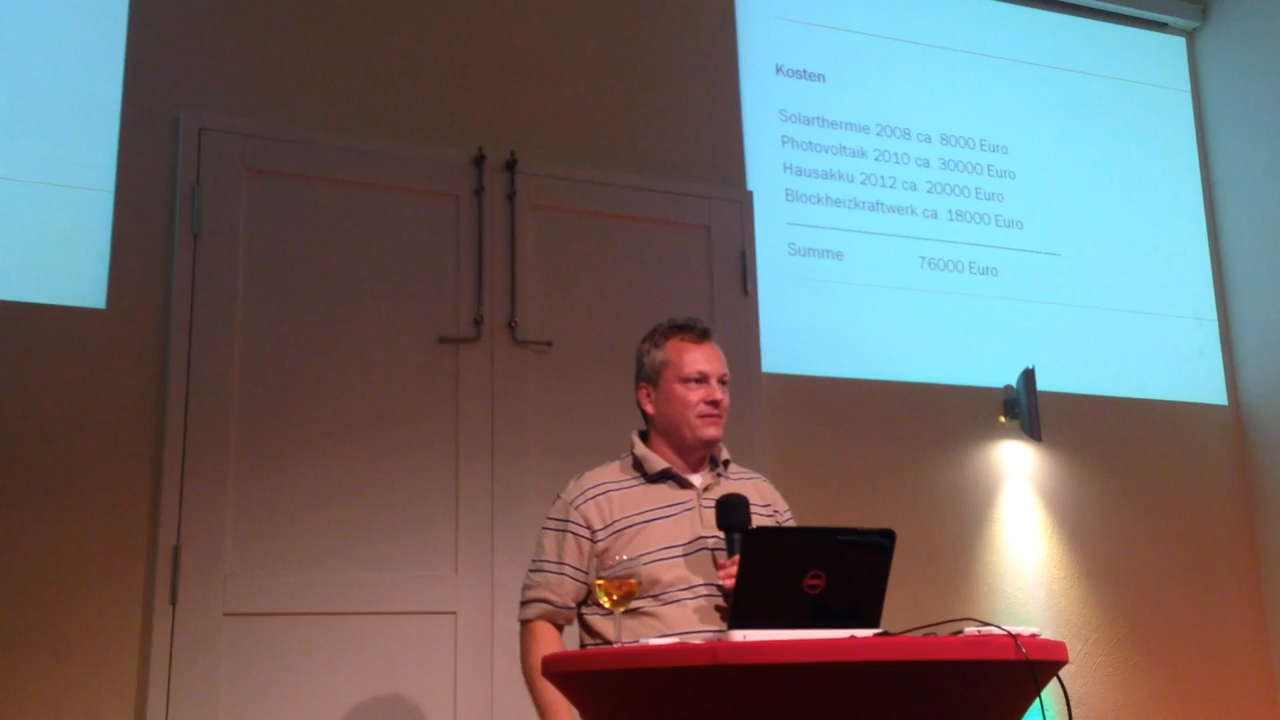 Kosten
Solarthermie 2008 ca. 8000 Euro
Photovoltaik 2010 ca. 30000 Euro
Hausakku 2012 ca. 20000 Euro
Blockheizkraftwerk ca. 18000 Euro
Summe 76000 Euro
DELL